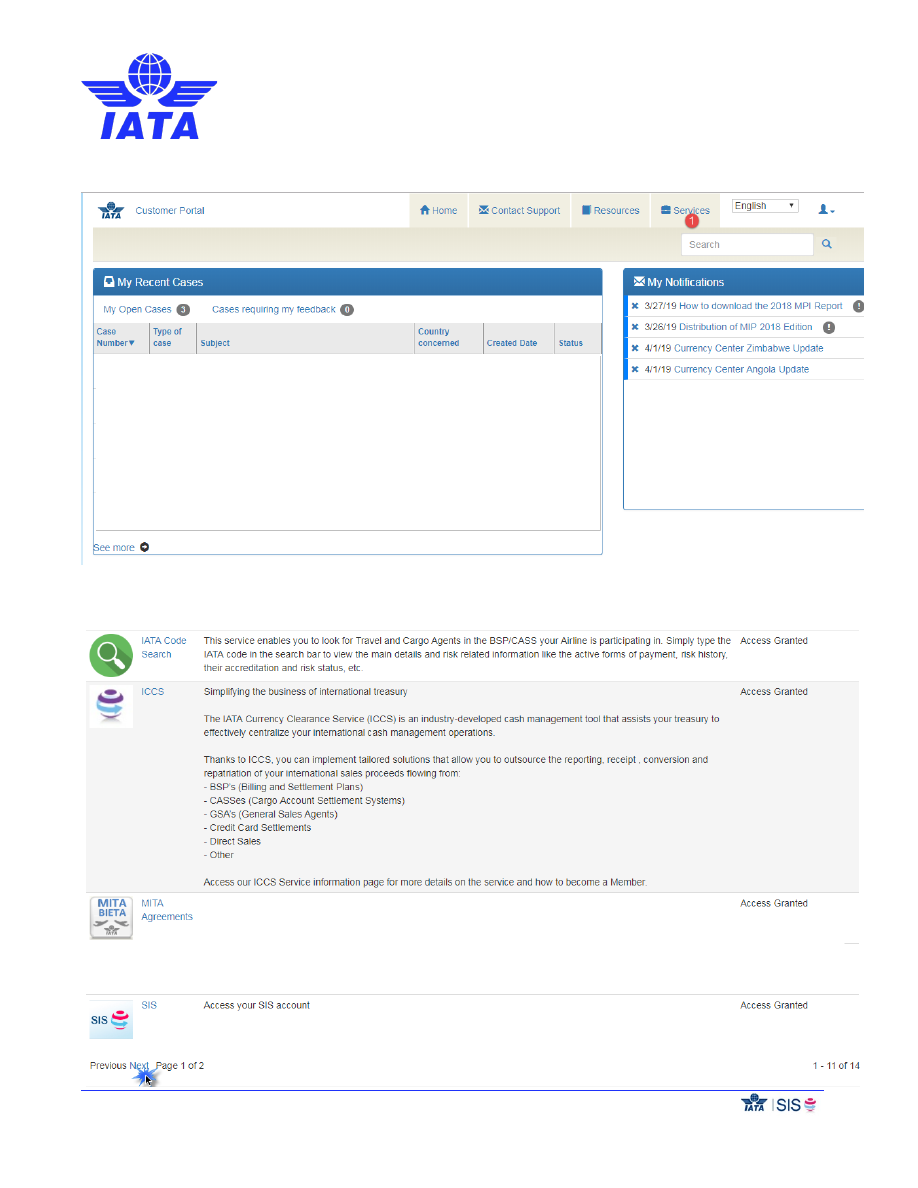 IATA
IATA Customer Portal Home Contact Support Resources Services English
1
Search
My Recent Cases
My Open Cases 3 Cases requiring my feedback 0
Case Number Type of case Subject Country concerned Created Date Status
See more
My Notifications
3/27/19 How to download the 2018 MPI Report
3/26/19 Distribution of MIP 2018 Edition
4/1/19 Currency Center Zimbabwe Update
4/1/19 Currency Center Angola Update
IATA Code Search
This service enables you to look for Travel and Cargo Agents in the BSP/CASS your Airline is participating in. Simply type the
IATA code in the search bar to view the main details and risk related information like the active forms of payment, risk history,
their accreditation and risk status, etc.
Access Granted
ICCS
Simplifying the business of international treasury
Access Granted
The IATA Currency Clearance Service (ICCS) is an industry-developed cash management tool that assists your treasury to
effectively centralize your international cash management operations.
Thanks to ICCS, you can implement tailored solutions that allow you to outsource the reporting, receipt , conversion and
repatriation of your international sales proceeds flowing from:
- BSP's (Billing and Settlement Plans)
- CASSes (Cargo Account Settlement Systems)
- GSA's (General Sales Agents)
- Credit Card Settlements
- Direct Sales
- Other
Access our ICCS Service information page for more details on the service and how to become a Member.
MITA
BIETA
IATA
MITA Agreements
Access Granted
SIS
SIS
Access your SIS account
Access Granted
Previous Next Page 1 of 2
1 - 11 of 14
IATA | SIS